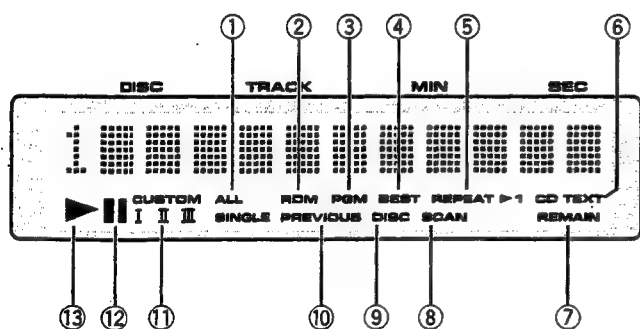 ① ② ③ ④ ⑤ ⑥
DISC TRACK MIN SEC
1
CUSTOM ALL RDM PGM BEST REPEAT ▷ 1 CD TEXT
I II III SINGLE PREVIOUS DISC SCAN REMAIN
⑬ ⑫ ⑪ ⑩ ⑨ ⑧ ⑦